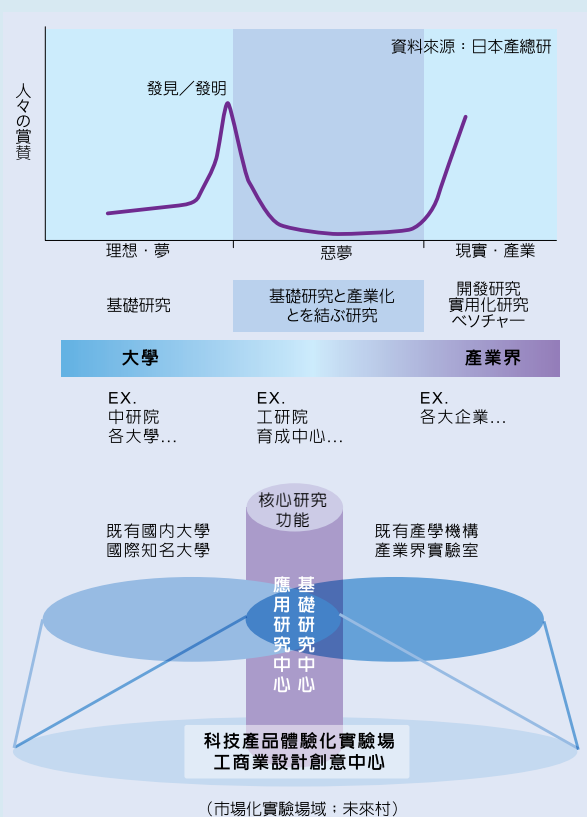 資料來源：日本產總研
發見／發明
人々の賞賛
理想．夢
惡夢
現實．產業
基礎研究
基礎研究と產業化
とを結ぶ研究
開發研究
實用化研究
ベソチャー
大學
產業界
EX.
中研院
各大學...
EX.
工研院
育成中心...
EX.
各大企業...
核心研究
功能
既有國内大學
國際知名大學
既有產學機構
產業界實驗室
基礎研究中心
應用研究中心
科技產品體驗化實驗場
工商業設計創意中心
（市場化實驗場域：未來村）